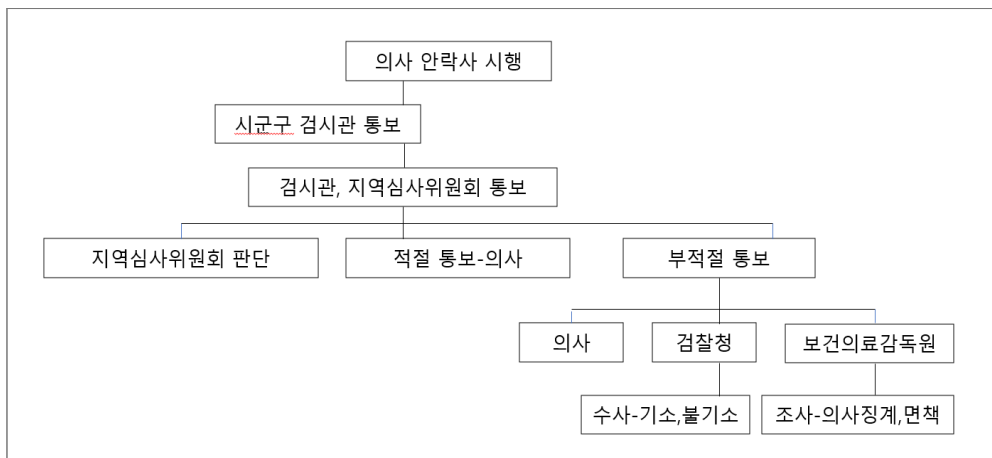 의사 안락사 시행
시군구 검시관 통보
검시관, 지역심사위원회 통보
지역심사위원회 판단
적절 통보-의사
부적절 통보
의사
검찰청
보건의료감독원
수사-기소,불기소
조사-의사징계,면책